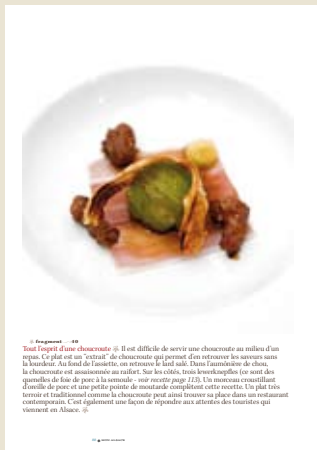 fragment
Tout l'esprit d'une choucroute Il est difficile de servir une choucroute au milieu d'un
repas. Ce plat est un "extrait" de choucroute qui permet d'en retrouver les saveurs sans
la lourdeur. Au fond de l'assiette, on retrouve le lard salé. Dans l'aumônière de chou,
la choucroute est assaisonnée au raifort. Sur les côtés, trois lewerknepfles (ce sont des
quenelles de foie de porc à la semoule - voir recette page 113). Un morceau croustillant
d'oreille de porc et une petite pointe de moutarde complètent cette recette. Un plat très
terroir et traditionnel comme la choucroute peut ainsi trouver sa place dans un restaurant
contemporain. C'est également une façon de répondre aux attentes des touristes qui
viennent en Alsace.